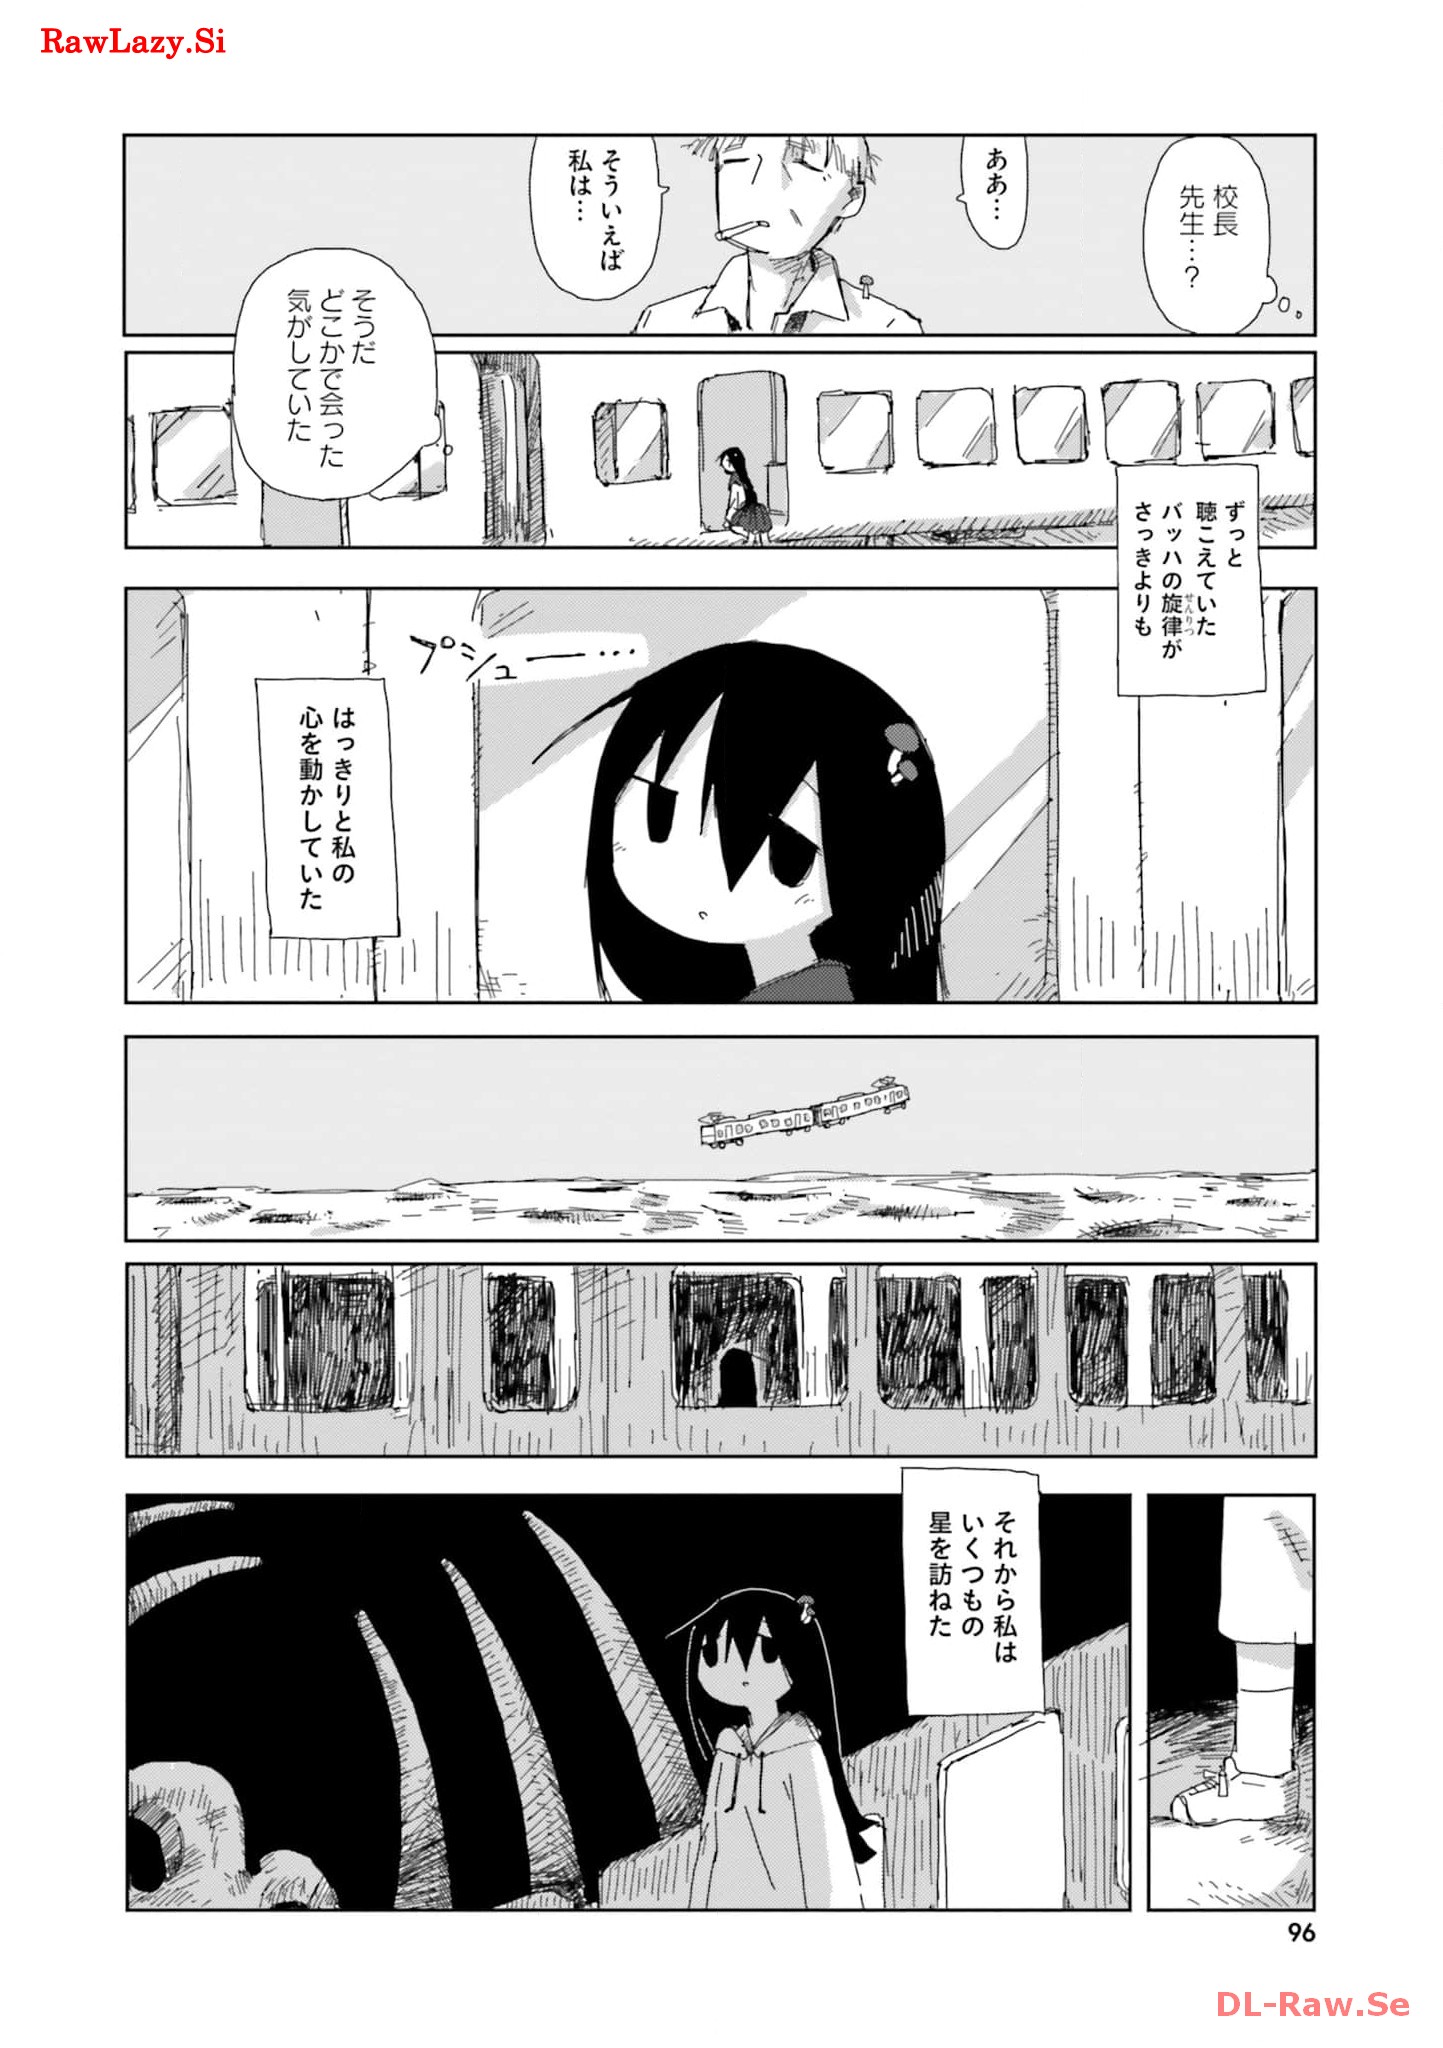 RawLazy.Si
校長
先生…？
ああ…
そういえば
私は…
そうだ
どこかで会った
気がしていた
ずっと
聴こえていた
バッハの旋律が
せんりつ
さっきよりも
プシュー…
はっきりと私の
心を動かしていた
それから私は
いくつもの
星を訪ねた
96
DL-Raw.Se